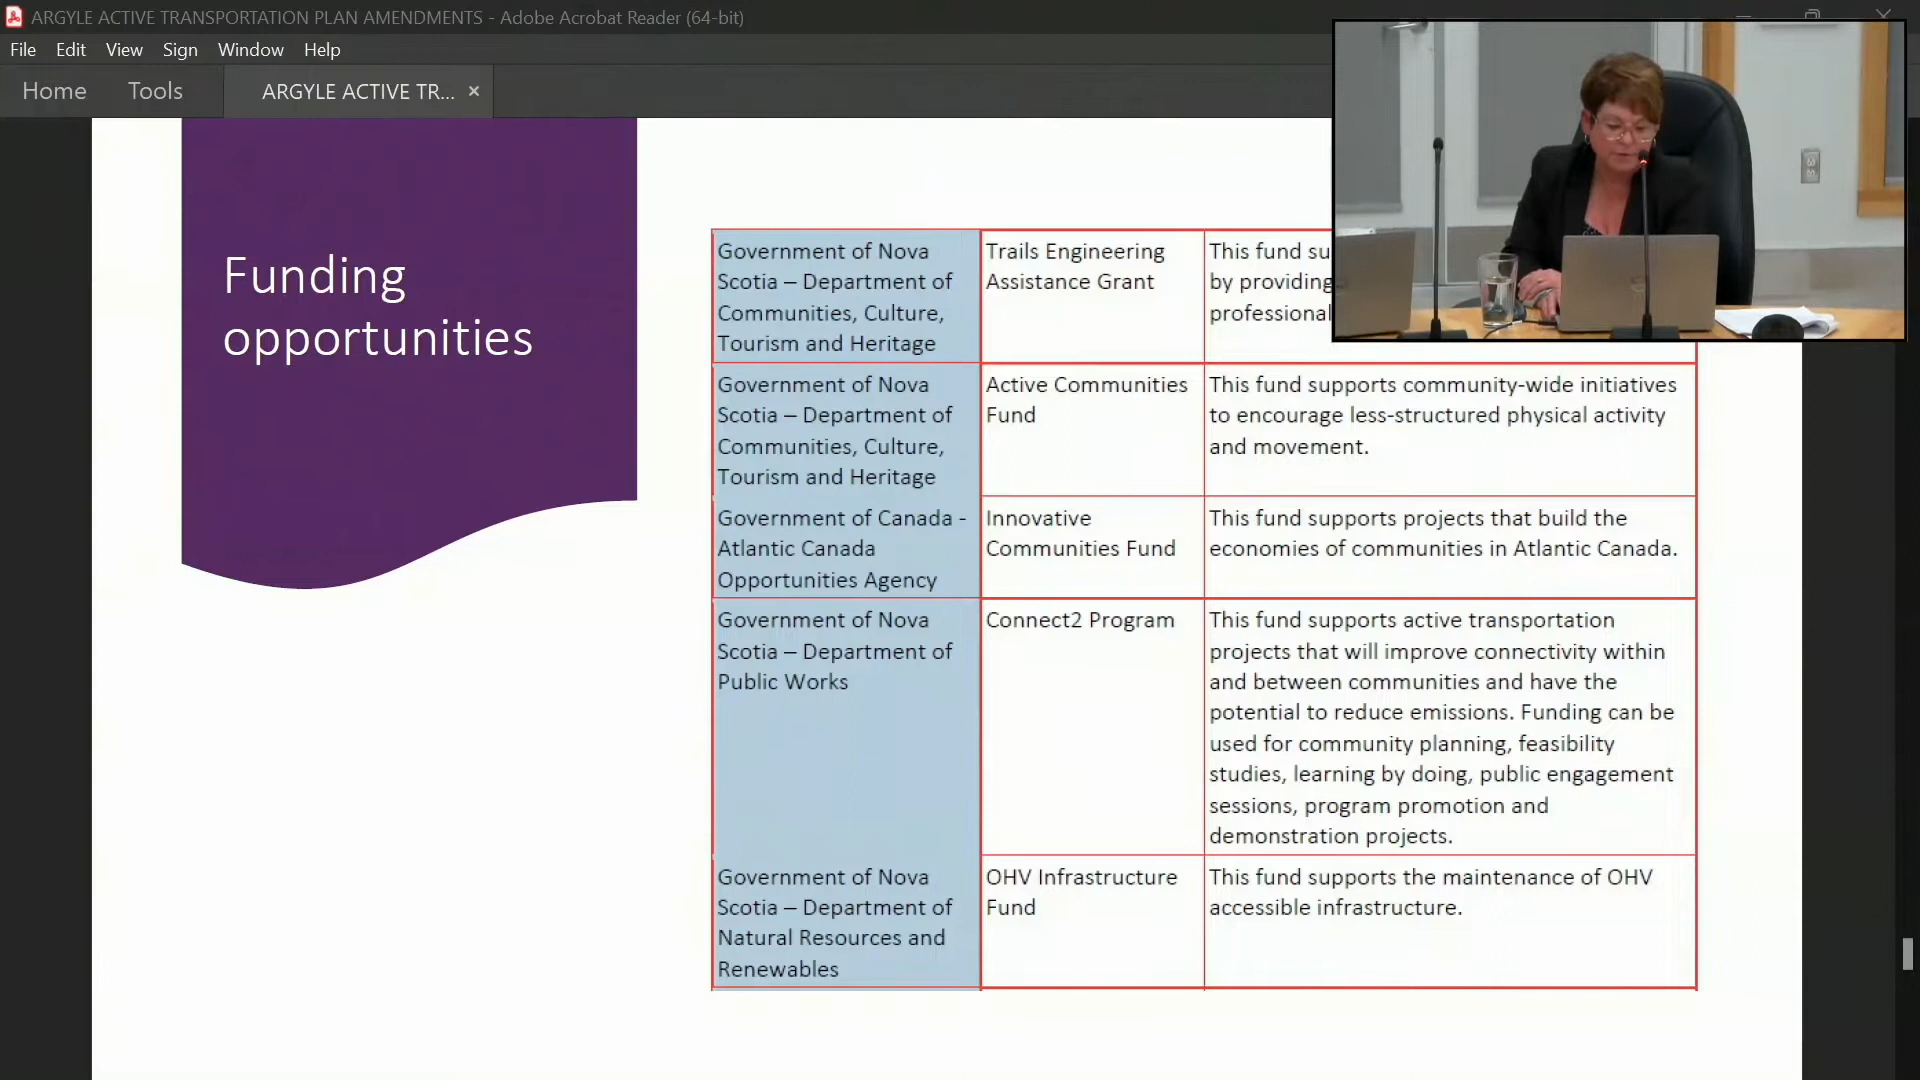 ARGYLE ACTIVE TRANSPORTATION PLAN AMENDMENTS - Adobe Acrobat Reader (64-bit)
File Edit View Sign Window Help
Home Tools ARGYLE ACTIVE TR... ×
Funding
opportunities
Government of Nova
Scotia – Department of
Communities, Culture,
Tourism and Heritage
Trails Engineering
Assistance Grant
This fund su
by providing
professional
Government of Nova
Scotia – Department of
Communities, Culture,
Tourism and Heritage
Active Communities
Fund
This fund supports community-wide initiatives
to encourage less-structured physical activity
and movement.
Government of Canada -
Atlantic Canada
Opportunities Agency
Innovative
Communities Fund
This fund supports projects that build the
economies of communities in Atlantic Canada.
Government of Nova
Scotia – Department of
Public Works
Connect2 Program
This fund supports active transportation
projects that will improve connectivity within
and between communities and have the
potential to reduce emissions. Funding can be
used for community planning, feasibility
studies, learning by doing, public engagement
sessions, program promotion and
demonstration projects.
Government of Nova
Scotia – Department of
Natural Resources and
Renewables
OHV Infrastructure
Fund
This fund supports the maintenance of OHV
accessible infrastructure.